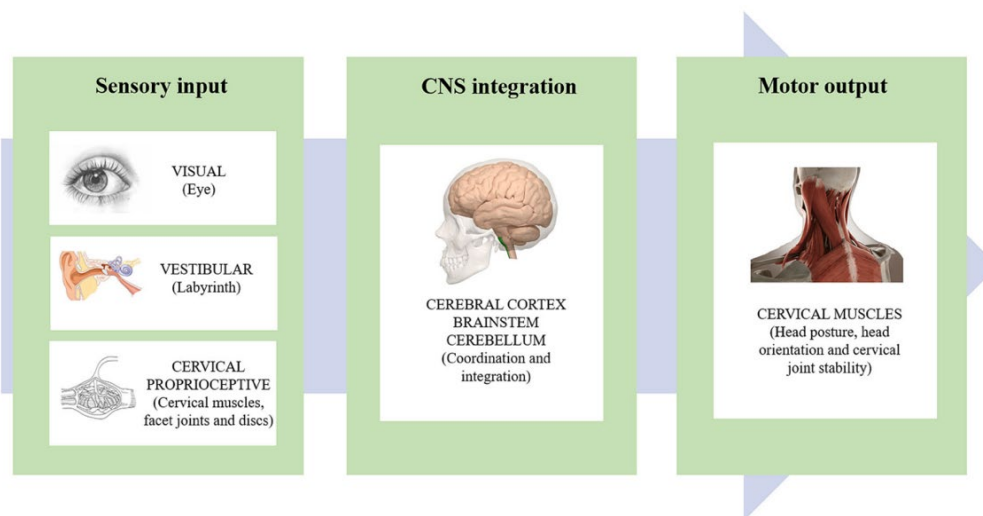 Sensory input
VISUAL
(Eye)
VESTIBULAR
(Labyrinth)
CERVICAL
PROPRIOCEPTIVE
(Cervical muscles,
facet joints and discs)
CNS integration
CEREBRAL CORTEX
BRAINSTEM
CEREBELLUM
(Coordination and
integration)
Motor output
CERVICAL MUSCLES
(Head posture, head
orientation and cervical
joint stability)